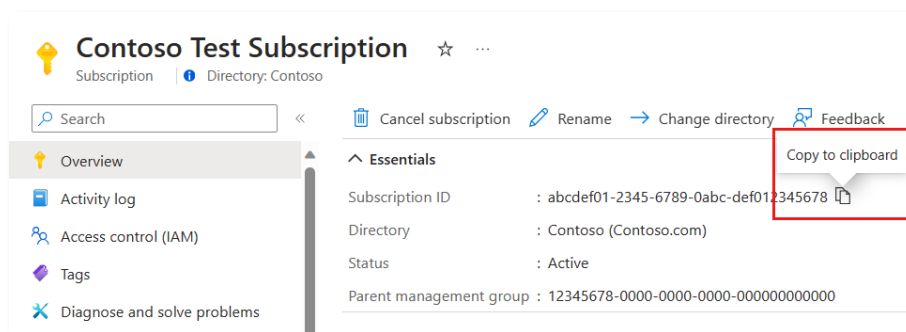 Contoso Test Subscription ☆ ...
Subscription Directory: Contoso
Search «
Cancel subscription Rename Change directory Feedback
Copy to clipboard
Overview
Activity log
Access control (IAM)
Tags
Diagnose and solve problems
Essentials
Subscription ID : abcdef01-2345-6789-0abc-def012345678
Directory : Contoso (Contoso.com)
Status : Active
Parent management group : 12345678-0000-0000-0000-000000000000